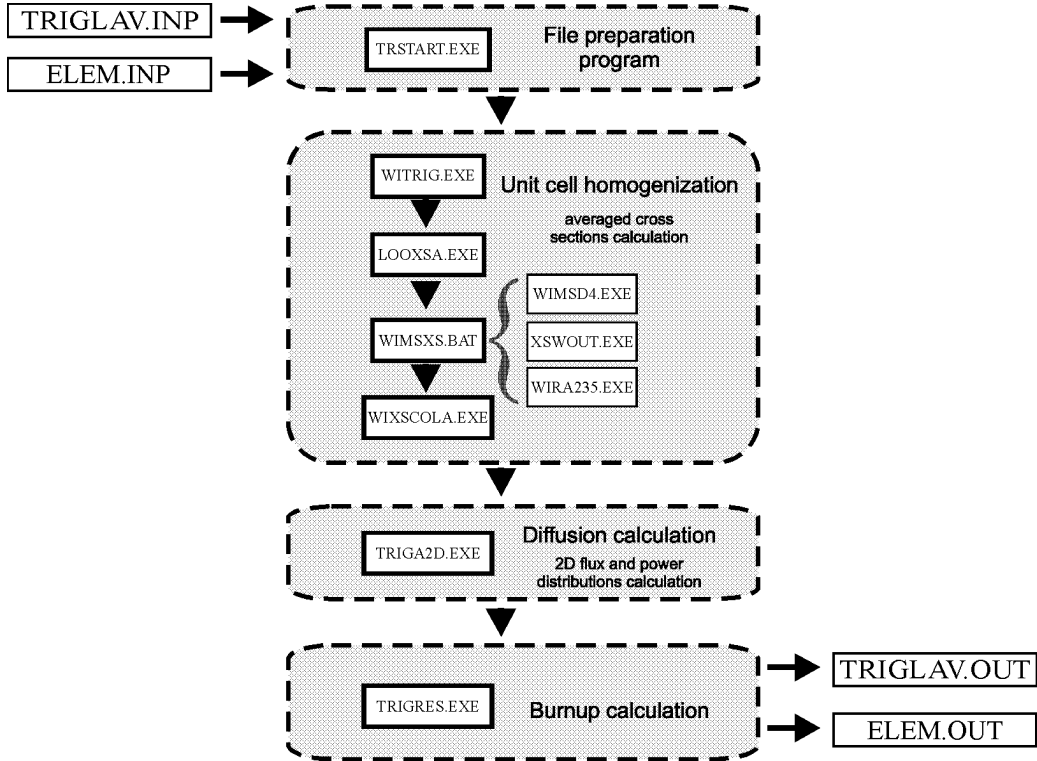 TRIGLAV.INP
ELEM.INP
TRSTART.EXE
File preparation
program
WITRIG.EXE
Unit cell homogenization
averaged cross
sections calculation
LOOXSA.EXE
WIMSXS.BAT
WIMSD4.EXE
XSWOUT.EXE
WIRA235.EXE
WIXSCOLA.EXE
TRIGA2D.EXE
Diffusion calculation
2D flux and power
distributions calculation
TRIGRES.EXE
Burnup calculation
TRIGLAV.OUT
ELEM.OUT